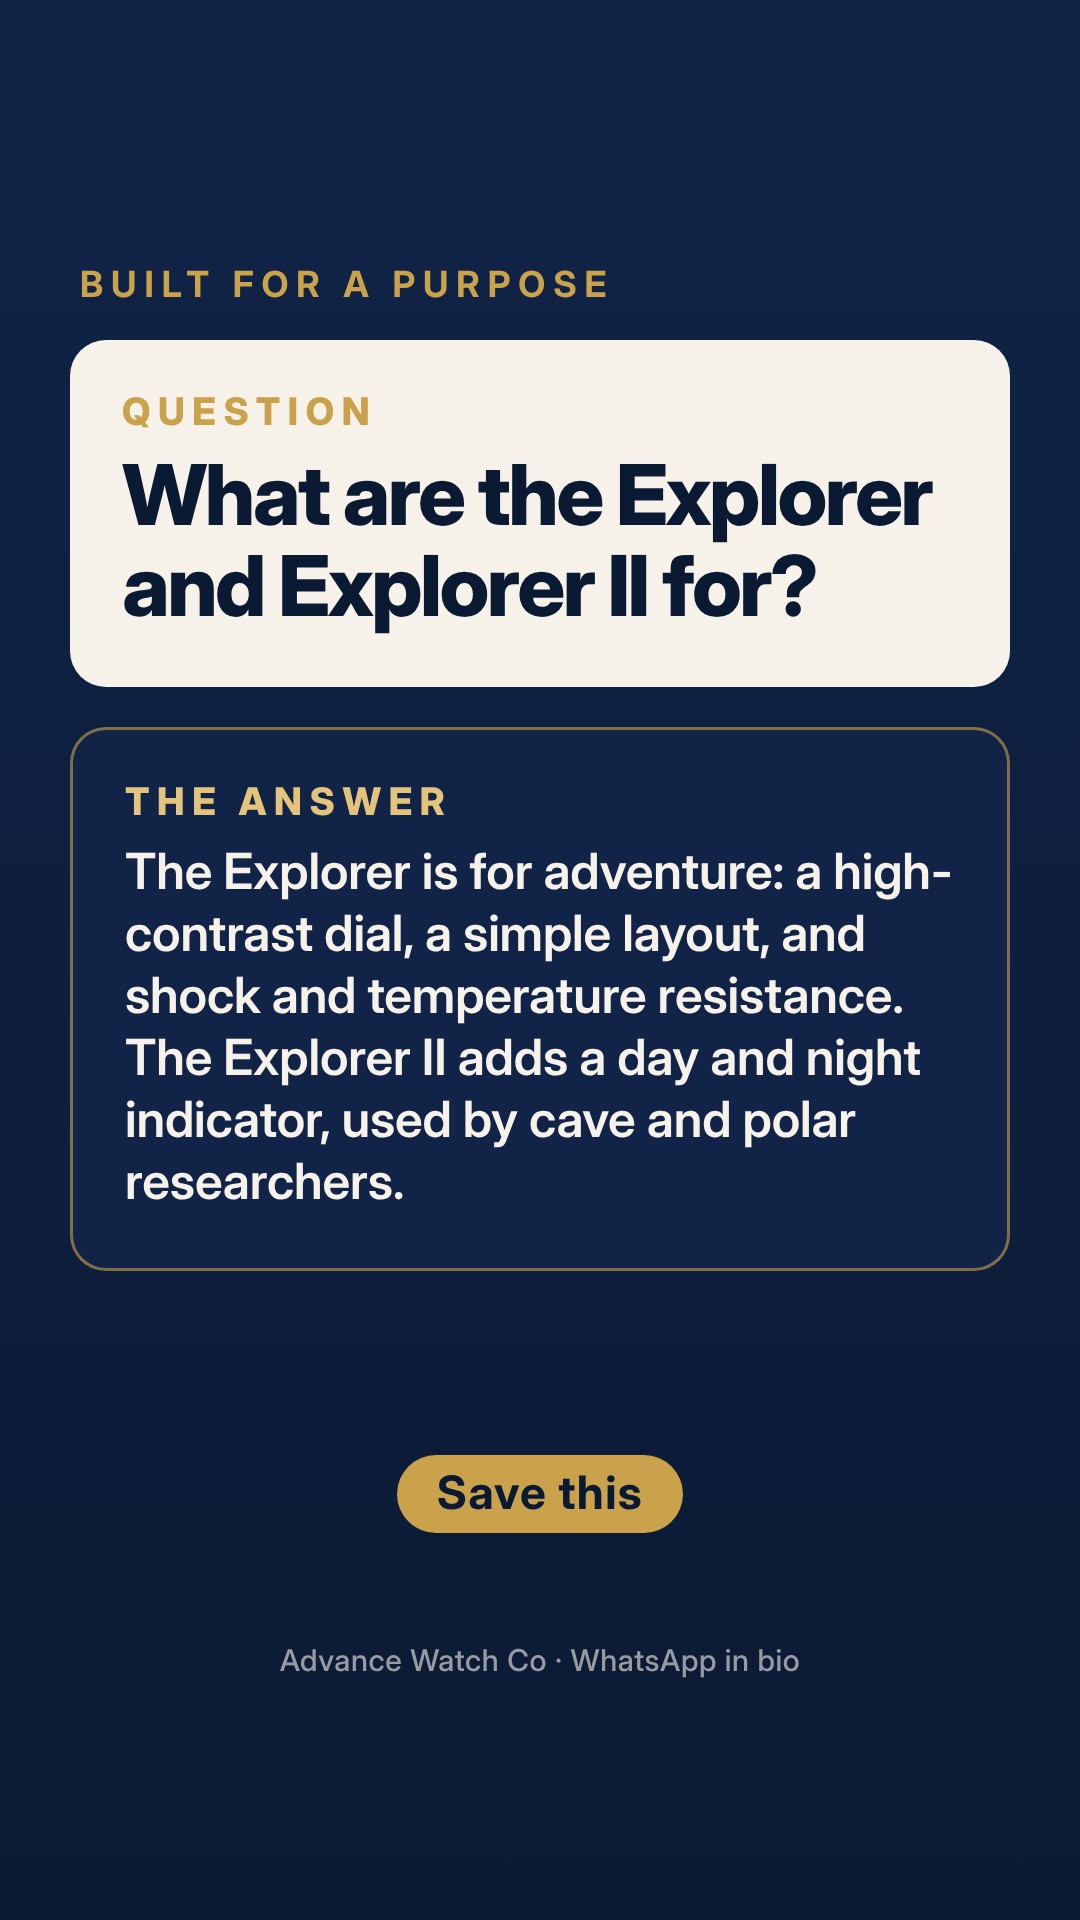 BUILT FOR A PURPOSE
QUESTION
What are the Explorer
and Explorer II for?
THE ANSWER
The Explorer is for adventure: a high-
contrast dial, a simple layout, and
shock and temperature resistance.
The Explorer II adds a day and night
indicator, used by cave and polar
researchers.
Save this
Advance Watch Co · WhatsApp in bio